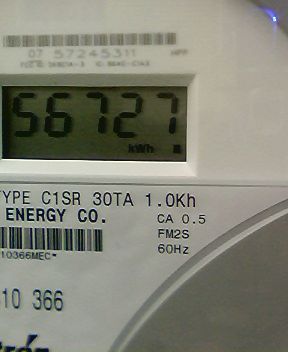 07 57245311
56727
kWh
TYPE C1SR 30TA 1.0Kh
ENERGY CO.
CA 0.5
FM2S
60Hz
10366MEC*
10 366